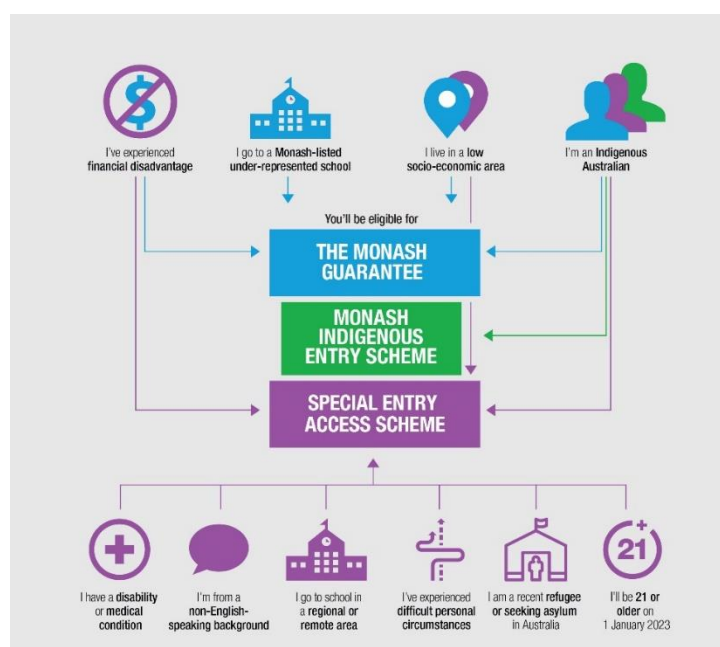 $
I've experienced
financial disadvantage
I go to a Monash-listed
under-represented school
I live in a low
socio-economic area
I'm an Indigenous
Australian
You'll be eligible for
THE MONASH
GUARANTEE
MONASH
INDIGENOUS
ENTRY SCHEME
SPECIAL ENTRY
ACCESS SCHEME
21+
I have a disability
or medical
condition
I'm from a
non-English-
speaking background
I go to school in
a regional or
remote area
I've experienced
difficult personal
circumstances
I am a recent refugee
or seeking asylum
in Australia
I'll be 21 or
older on
1 January 2023